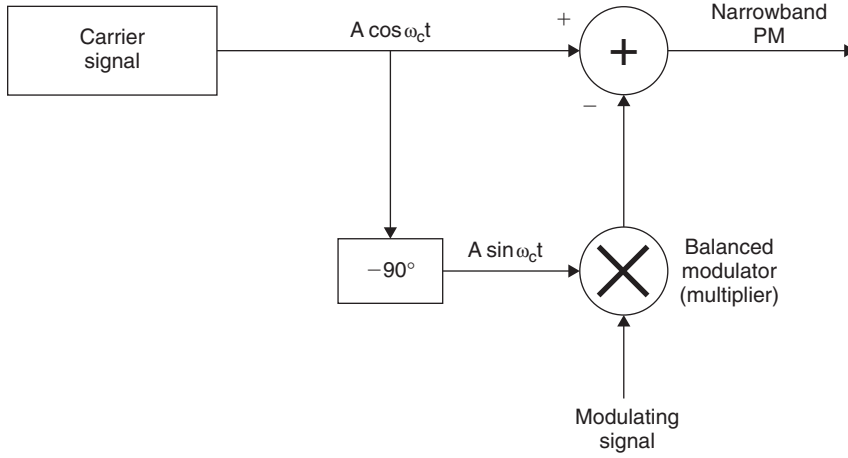 Carrier
signal
A cos ω_c t
+
−
+
Narrowband
PM
−90°
A sin ω_c t
Balanced
modulator
(multiplier)
Modulating
signal